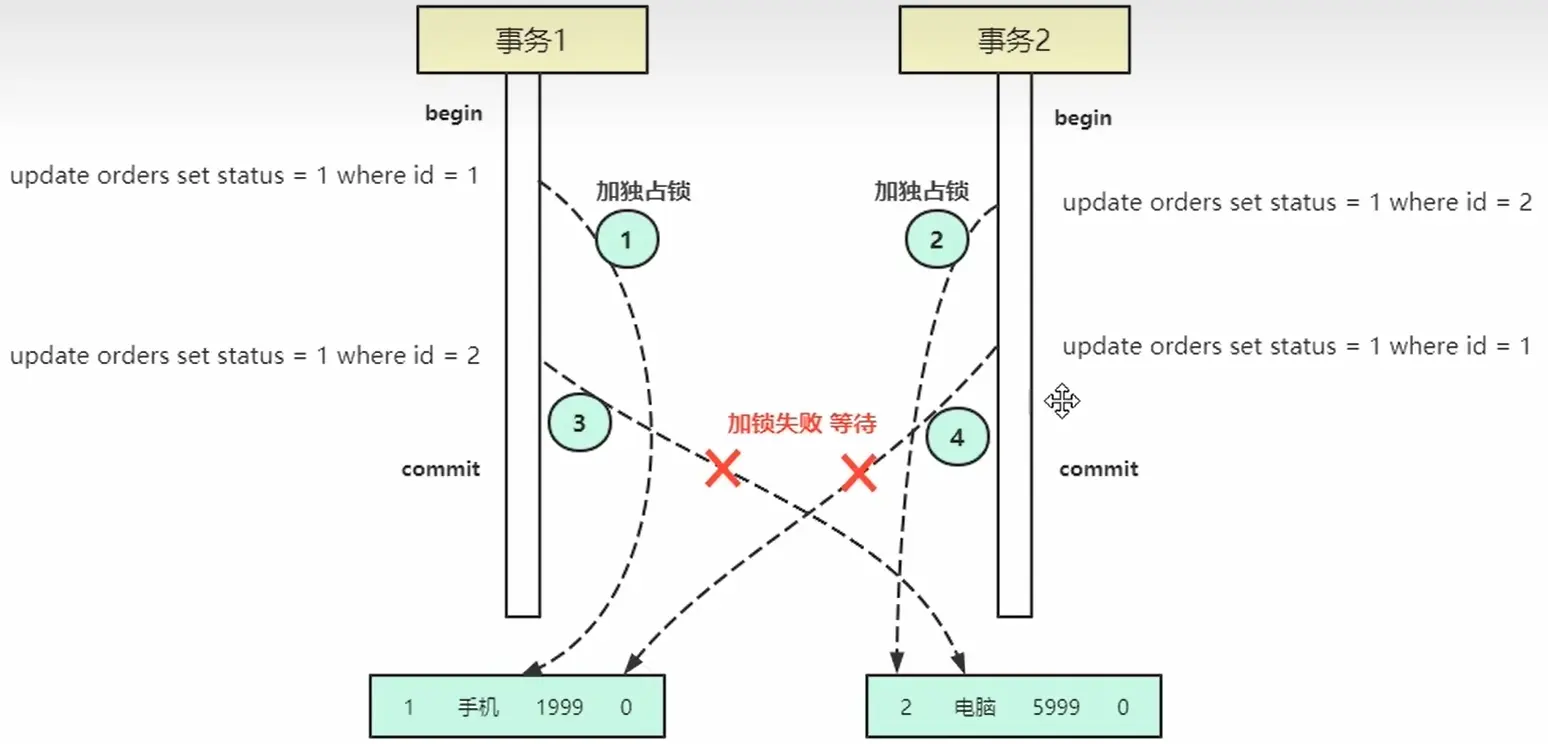 事务1
事务2
begin
begin
update orders set status = 1 where id = 1
加独占锁
加独占锁
update orders set status = 1 where id = 2
1
2
update orders set status = 1 where id = 2
update orders set status = 1 where id = 1
3
加锁失败 等待
4
commit
commit
1 手机 1999 0
2 电脑 5999 0